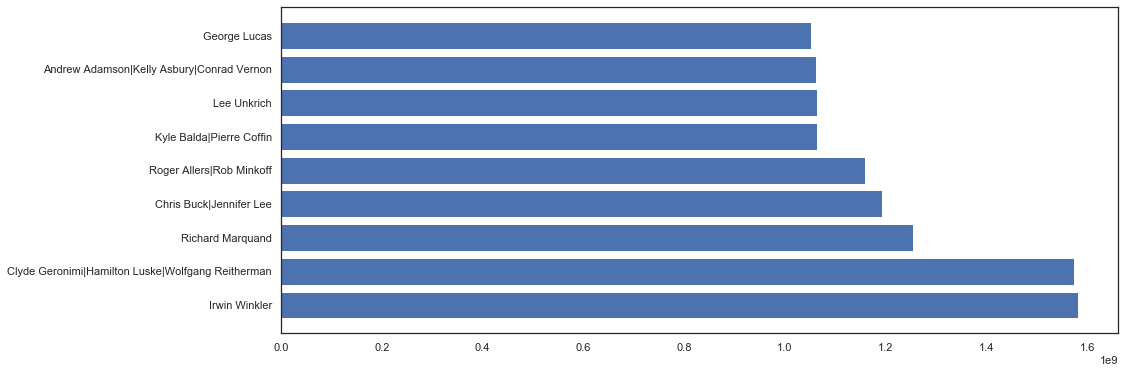 George Lucas
Andrew Adamson|Kelly Asbury|Conrad Vernon
Lee Unkrich
Kyle Balda|Pierre Coffin
Roger Allers|Rob Minkoff
Chris Buck|Jennifer Lee
Richard Marquand
Clyde Geronimi|Hamilton Luske|Wolfgang Reitherman
Irwin Winkler
0.0 0.2 0.4 0.6 0.8 1.0 1.2 1.4 1.6
1e9